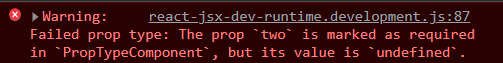 Warning: react-jsx-dev-runtime.development.js:87
Failed prop type: The prop `two` is marked as required
in `PropTypeComponent`, but its value is `undefined`.